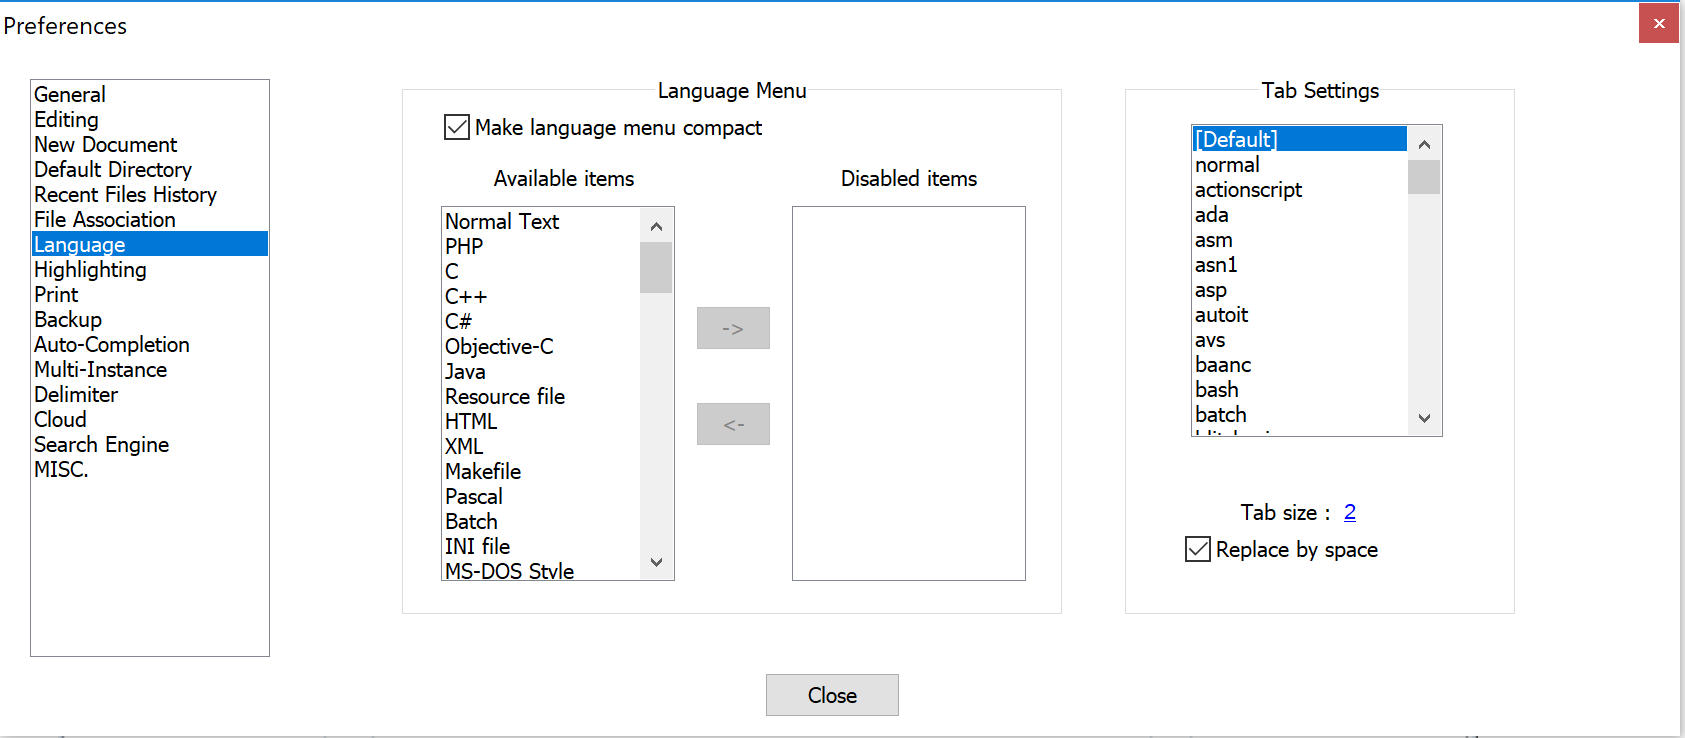 Preferences
×
General
Editing
New Document
Default Directory
Recent Files History
File Association
Language
Highlighting
Print
Backup
Auto-Completion
Multi-Instance
Delimiter
Cloud
Search Engine
MISC.
Language Menu
Make language menu compact
Available items
Normal Text
PHP
C
C++
C#
Objective-C
Java
Resource file
HTML
XML
Makefile
Pascal
Batch
INI file
MS-DOS Style
->
<-
Disabled items
Tab Settings
[Default]
normal
actionscript
ada
asm
asn1
asp
autoit
avs
baanc
bash
batch
Tab size : 2
Replace by space
Close